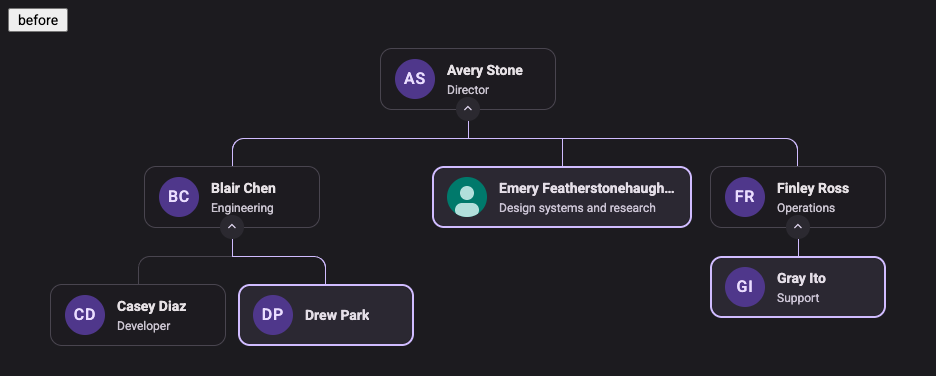 before
AS
Avery Stone
Director
BC
Blair Chen
Engineering
Emery Featherstonehaugh...
Design systems and research
FR
Finley Ross
Operations
CD
Casey Diaz
Developer
DP
Drew Park
GI
Gray Ito
Support